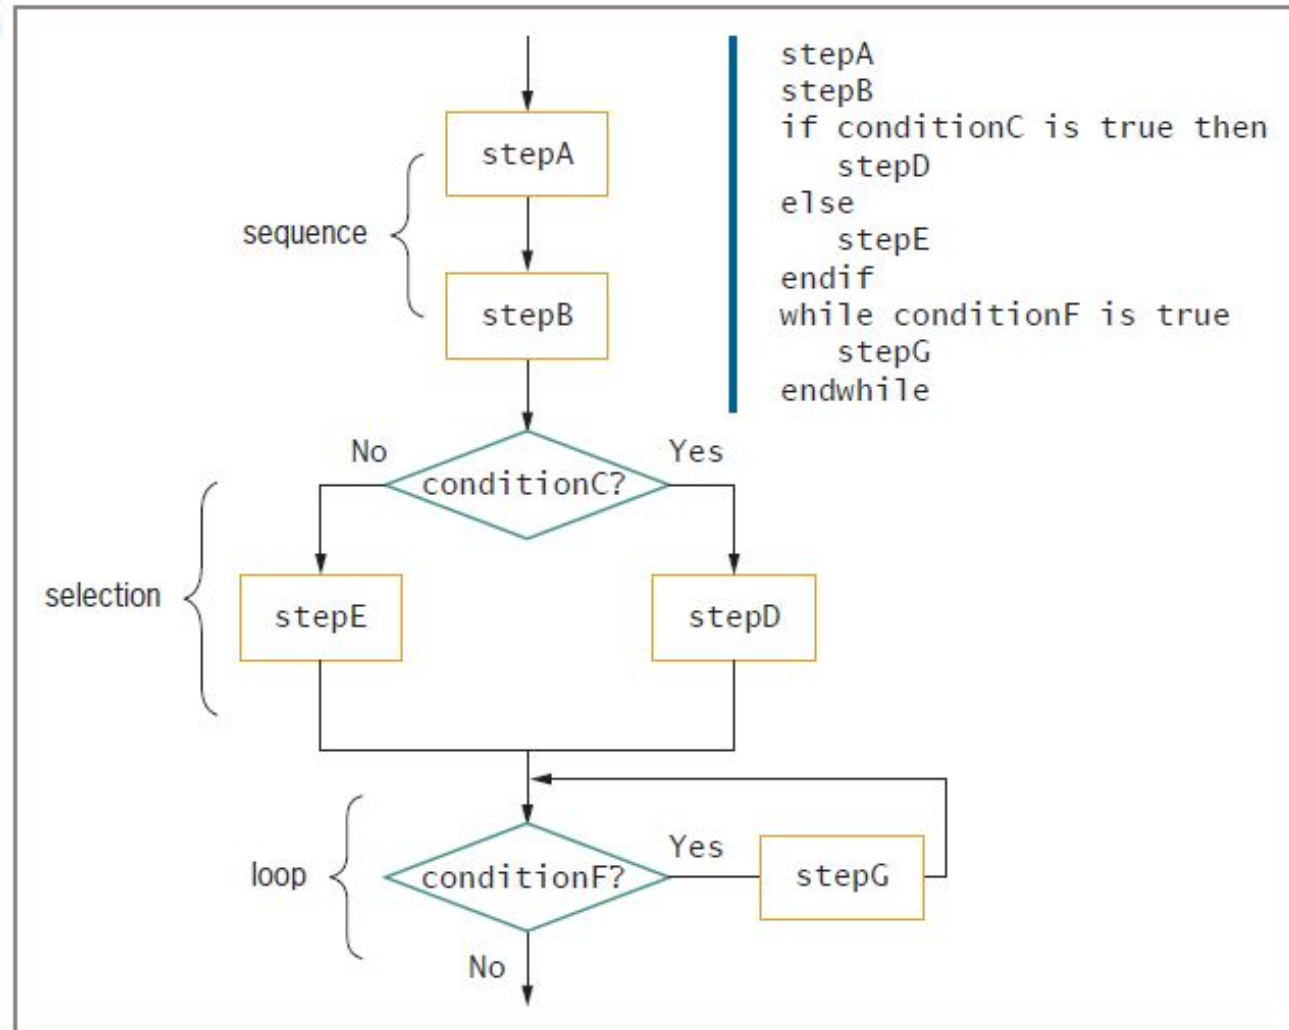 stepA
stepB
if conditionC is true then
   stepD
else
   stepE
endif
while conditionF is true
   stepG
endwhile
stepA
sequence
stepB
No
Yes
conditionC?
selection
stepE
stepD
Yes
loop
conditionF?
stepG
No